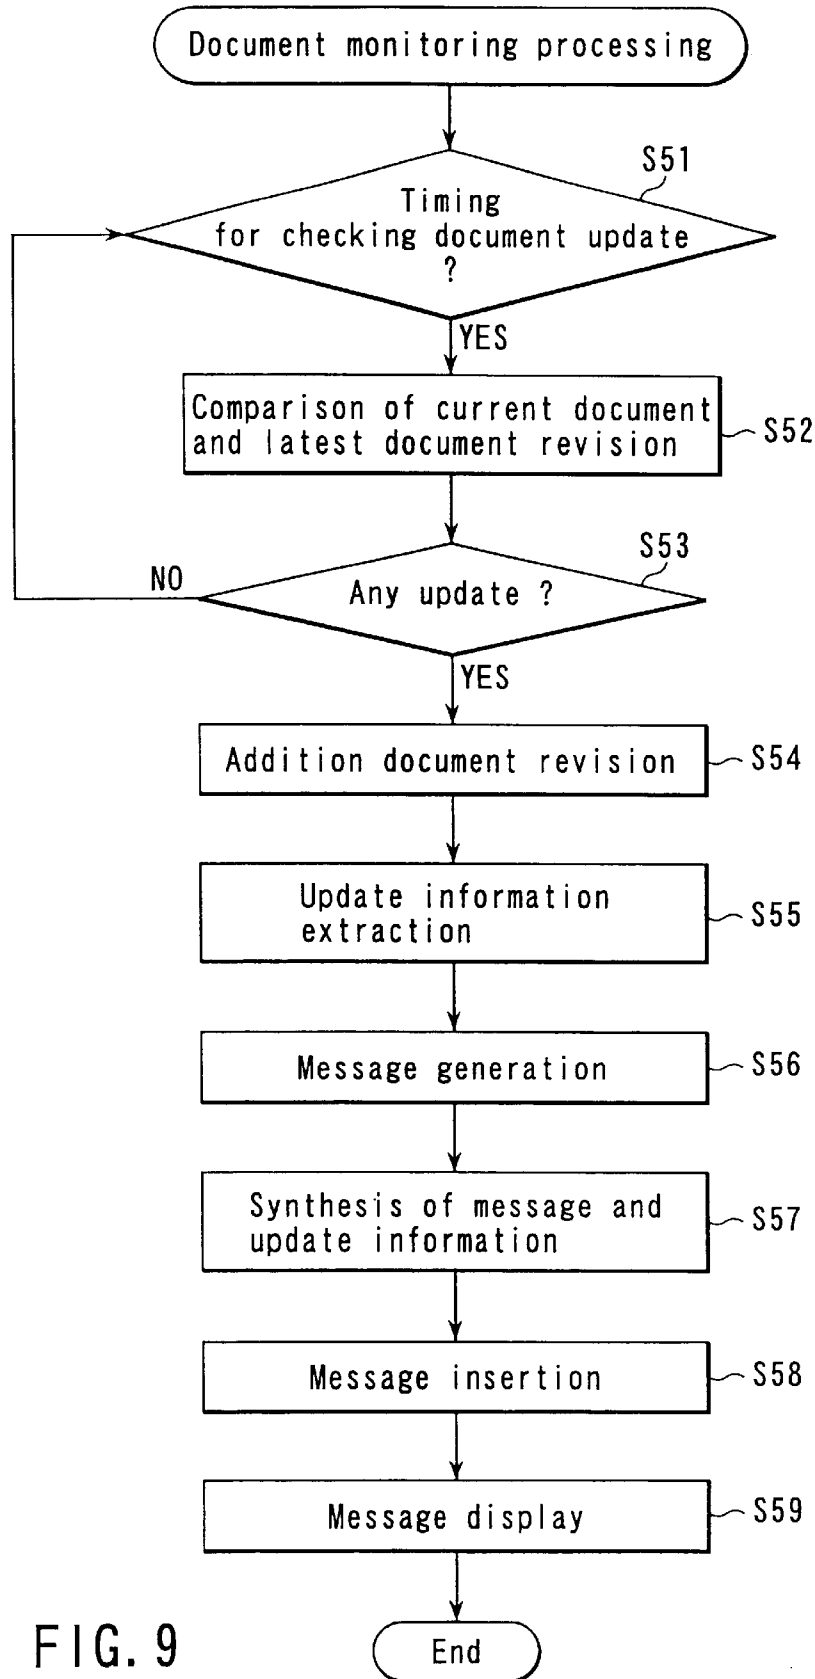 Document monitoring processing
S51
Timing
for checking document update
?
YES
Comparison of current document
and latest document revision
S52
S53
NO
Any update ?
YES
Addition document revision
S54
Update information
extraction
S55
Message generation
S56
Synthesis of message and
update information
S57
Message insertion
S58
Message display
S59
End
FIG. 9